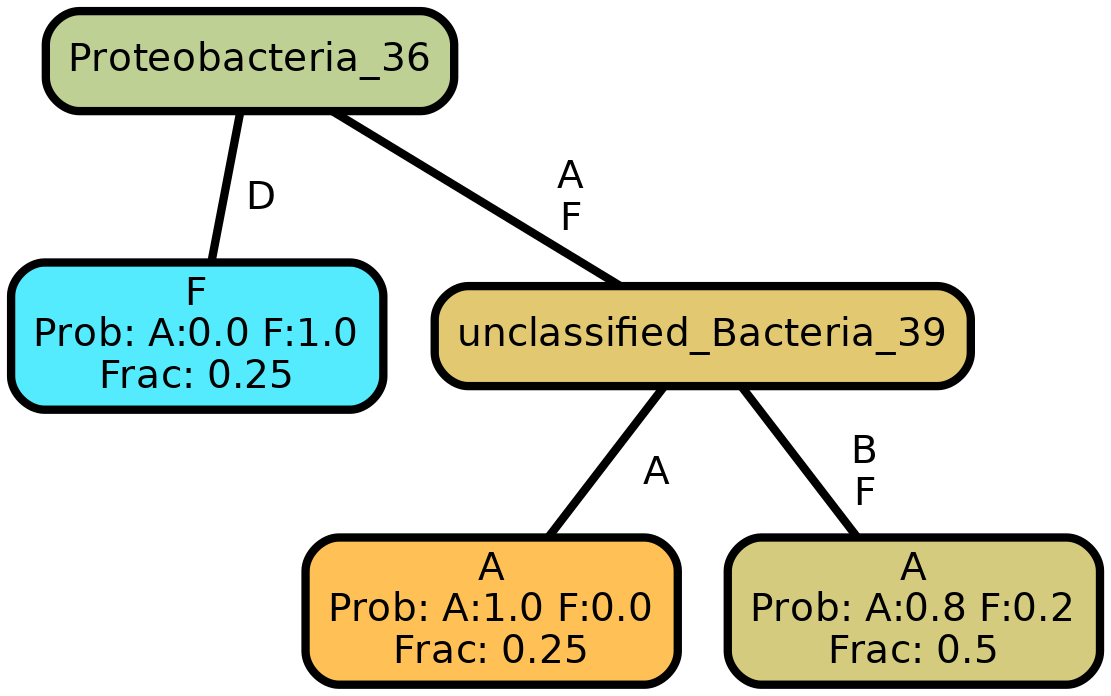 Proteobacteria_36
D
A
F
F
Prob: A:0.0 F:1.0
Frac: 0.25
unclassified_Bacteria_39
A
B
F
A
Prob: A:1.0 F:0.0
Frac: 0.25
A
Prob: A:0.8 F:0.2
Frac: 0.5